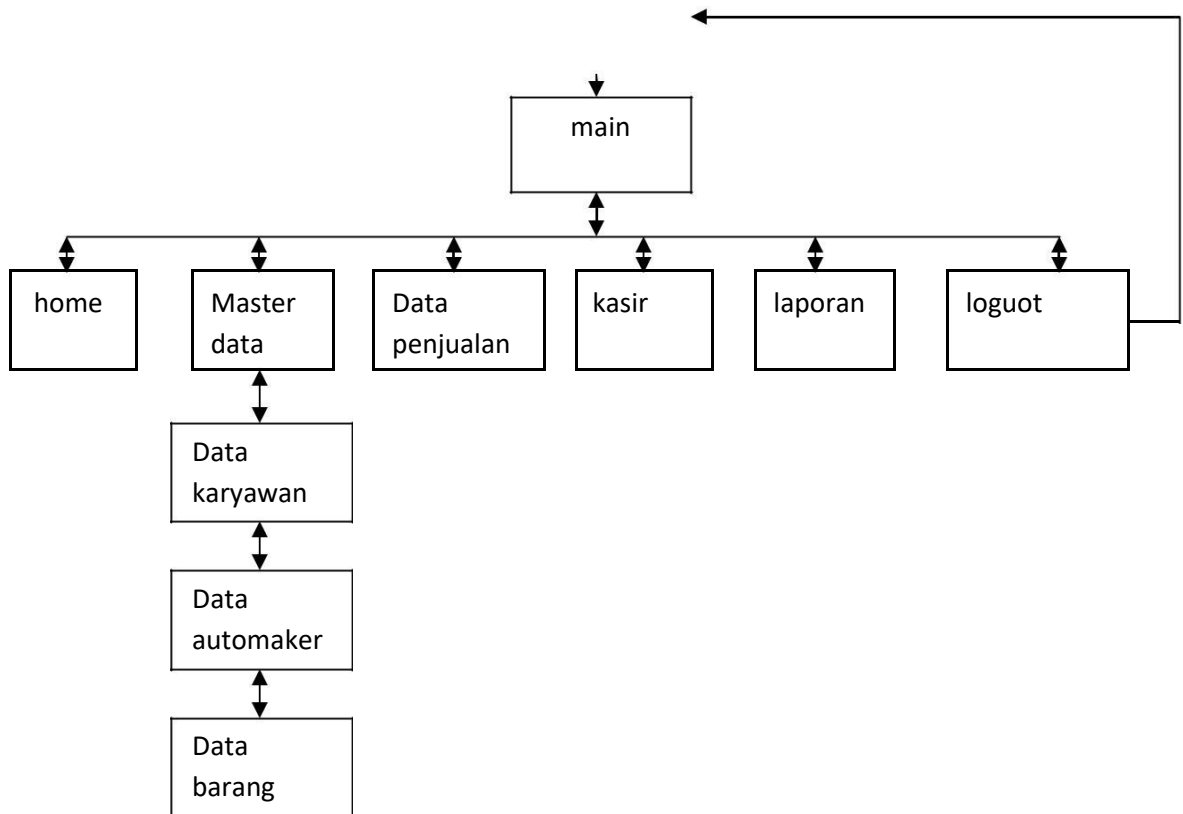 main
home
Master
data
Data
penjualan
kasir
laporan
loguot
Data
karyawan
Data
automaker
Data
barang